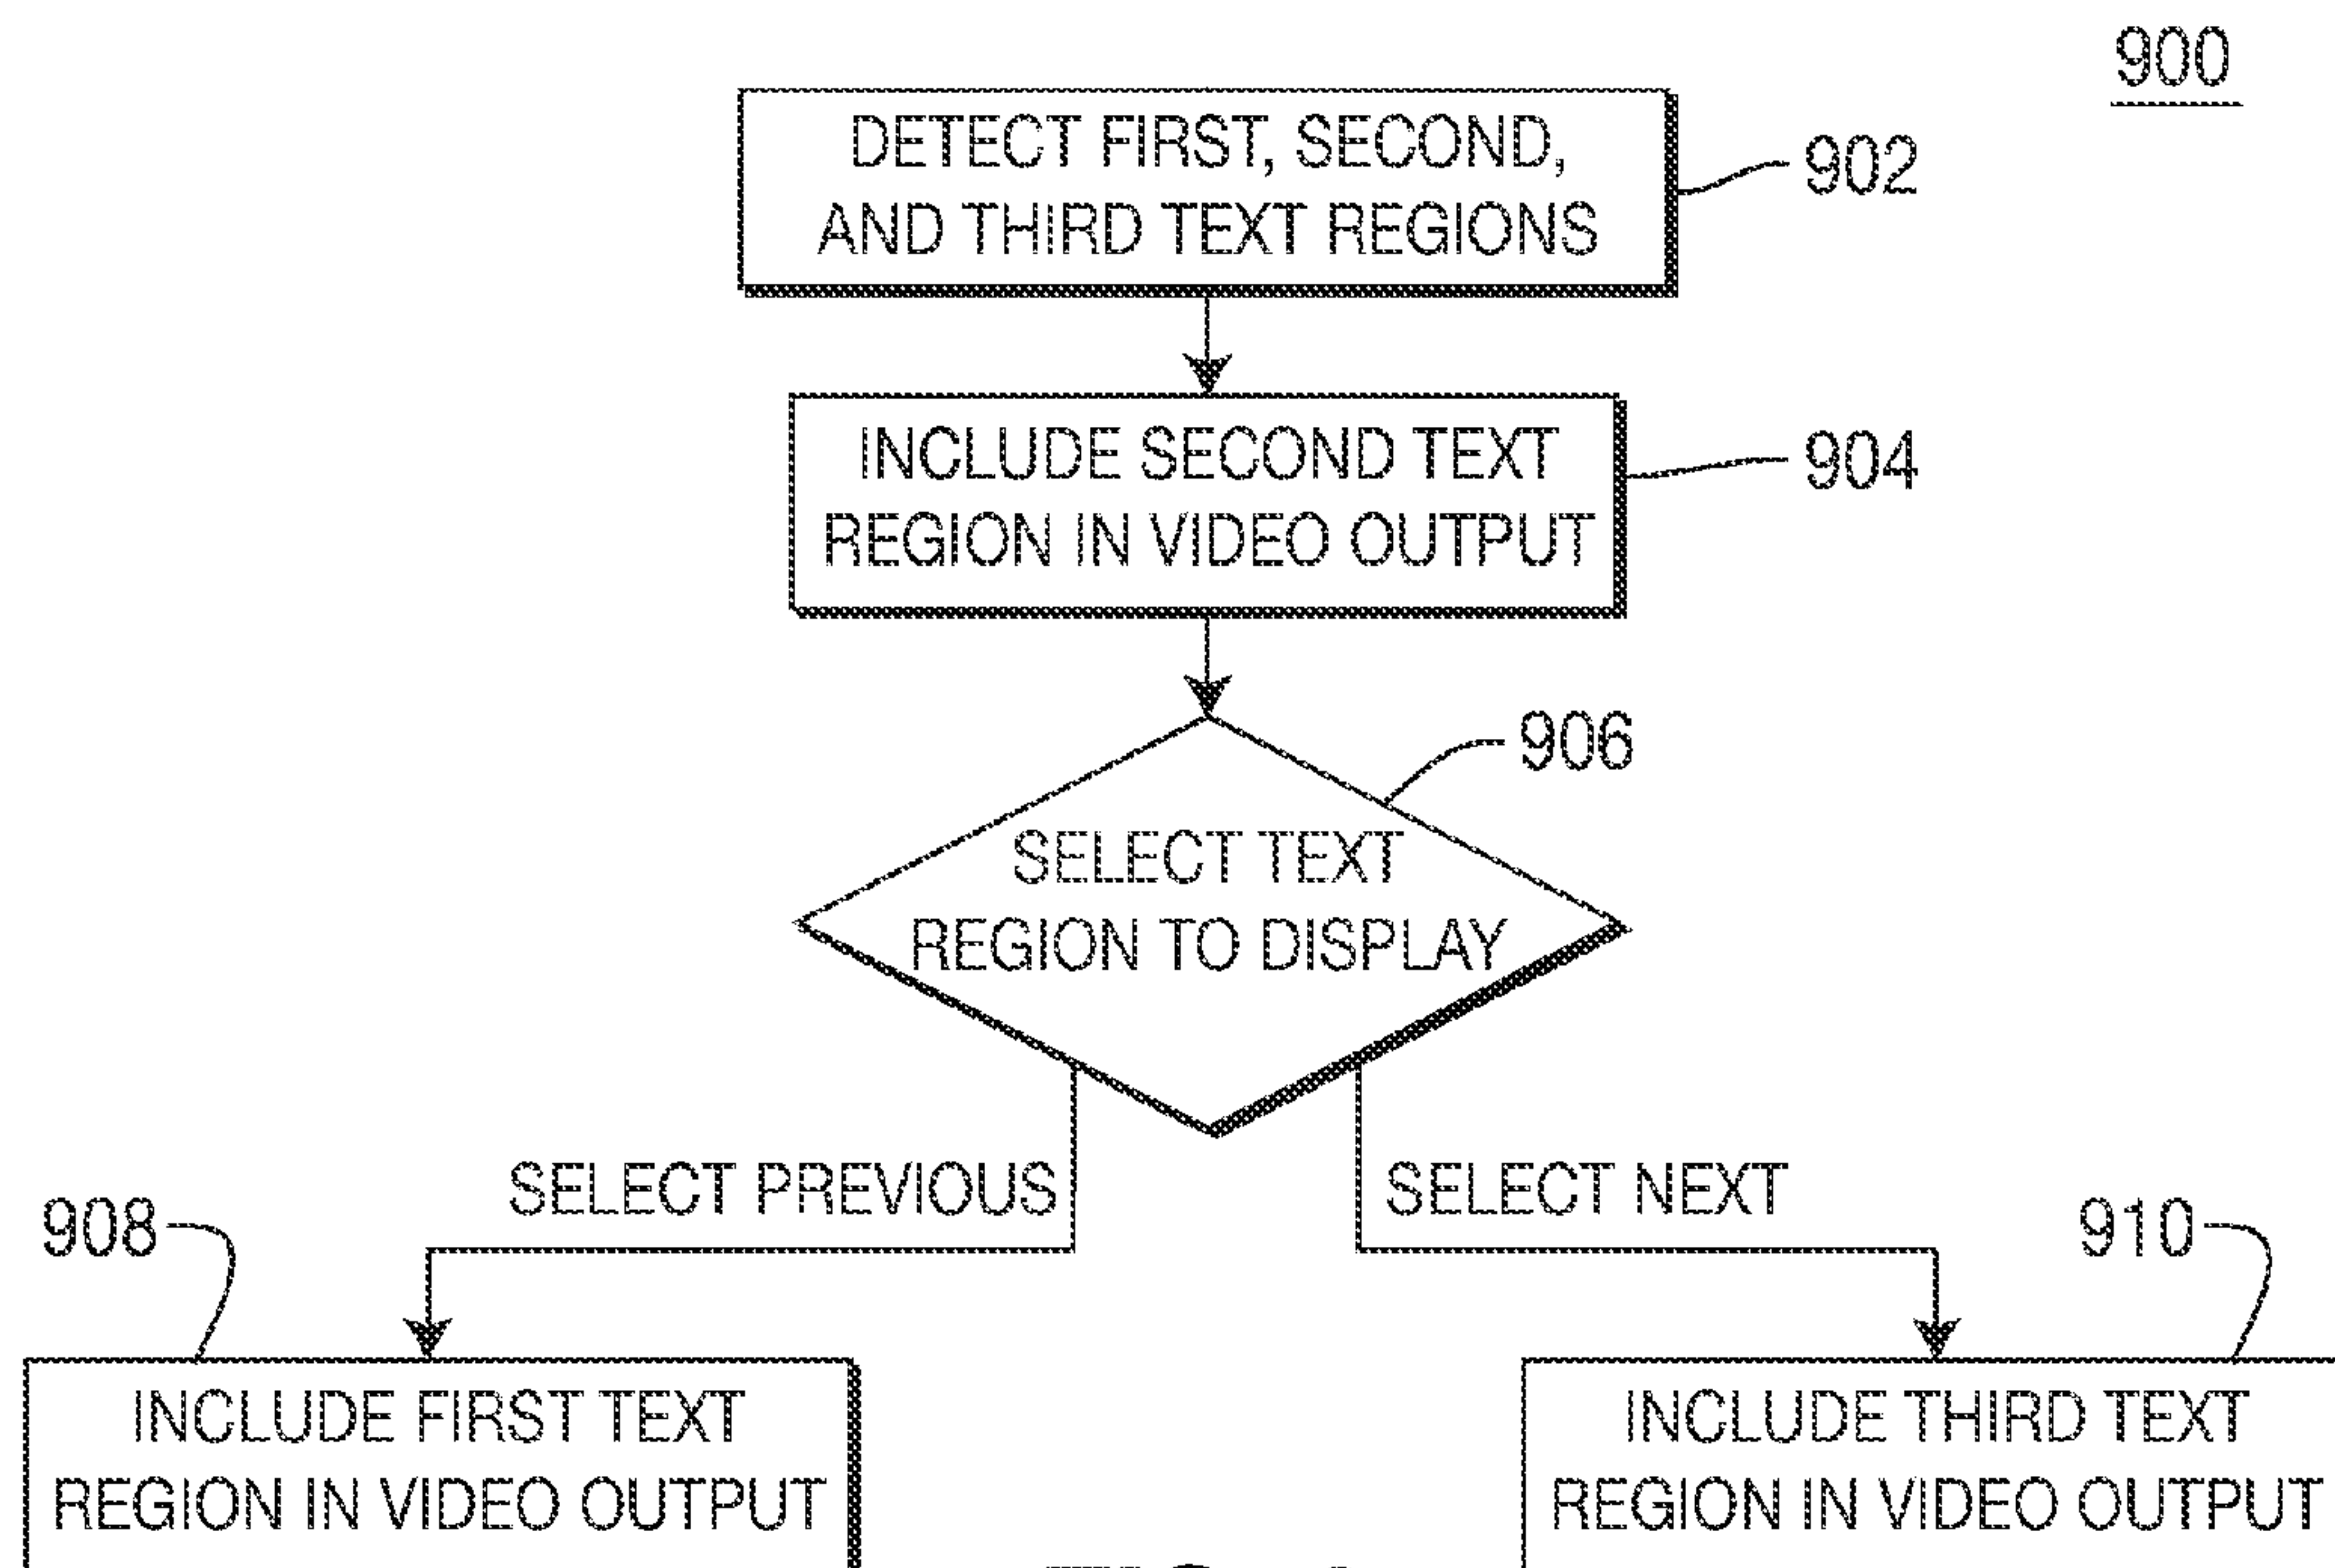 900
DETECT FIRST, SECOND,
AND THIRD TEXT REGIONS
902
INCLUDE SECOND TEXT
REGION IN VIDEO OUTPUT
904
906
SELECT TEXT
REGION TO DISPLAY
SELECT PREVIOUS
SELECT NEXT
908
910
INCLUDE FIRST TEXT
REGION IN VIDEO OUTPUT
INCLUDE THIRD TEXT
REGION IN VIDEO OUTPUT